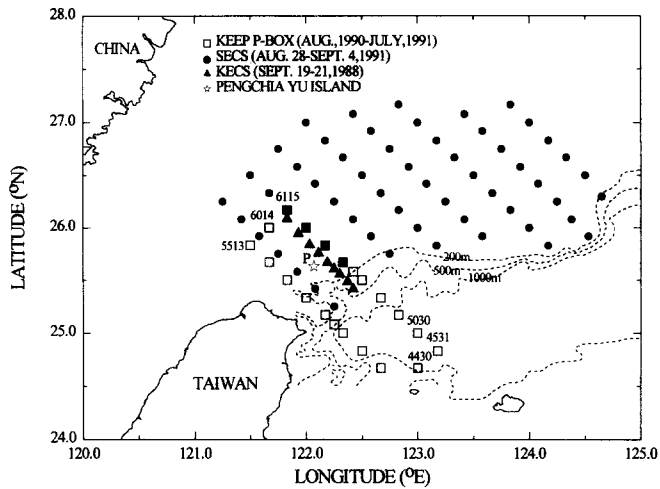 28.0
CHINA
KEEP P-BOX (AUG.,1990-JULY,1991)
SECS (AUG. 28-SEPT. 4,1991)
KECS (SEPT. 19-21,1988)
PENGCHIA YU ISLAND
27.0
6115
6014
26.0
5513
P
200m
500m
1000m
5030
25.0
4531
4430
TAIWAN
24.0
120.0 121.0 122.0 123.0 124.0 125.0
LATITUDE (°N)
LONGITUDE (°E)